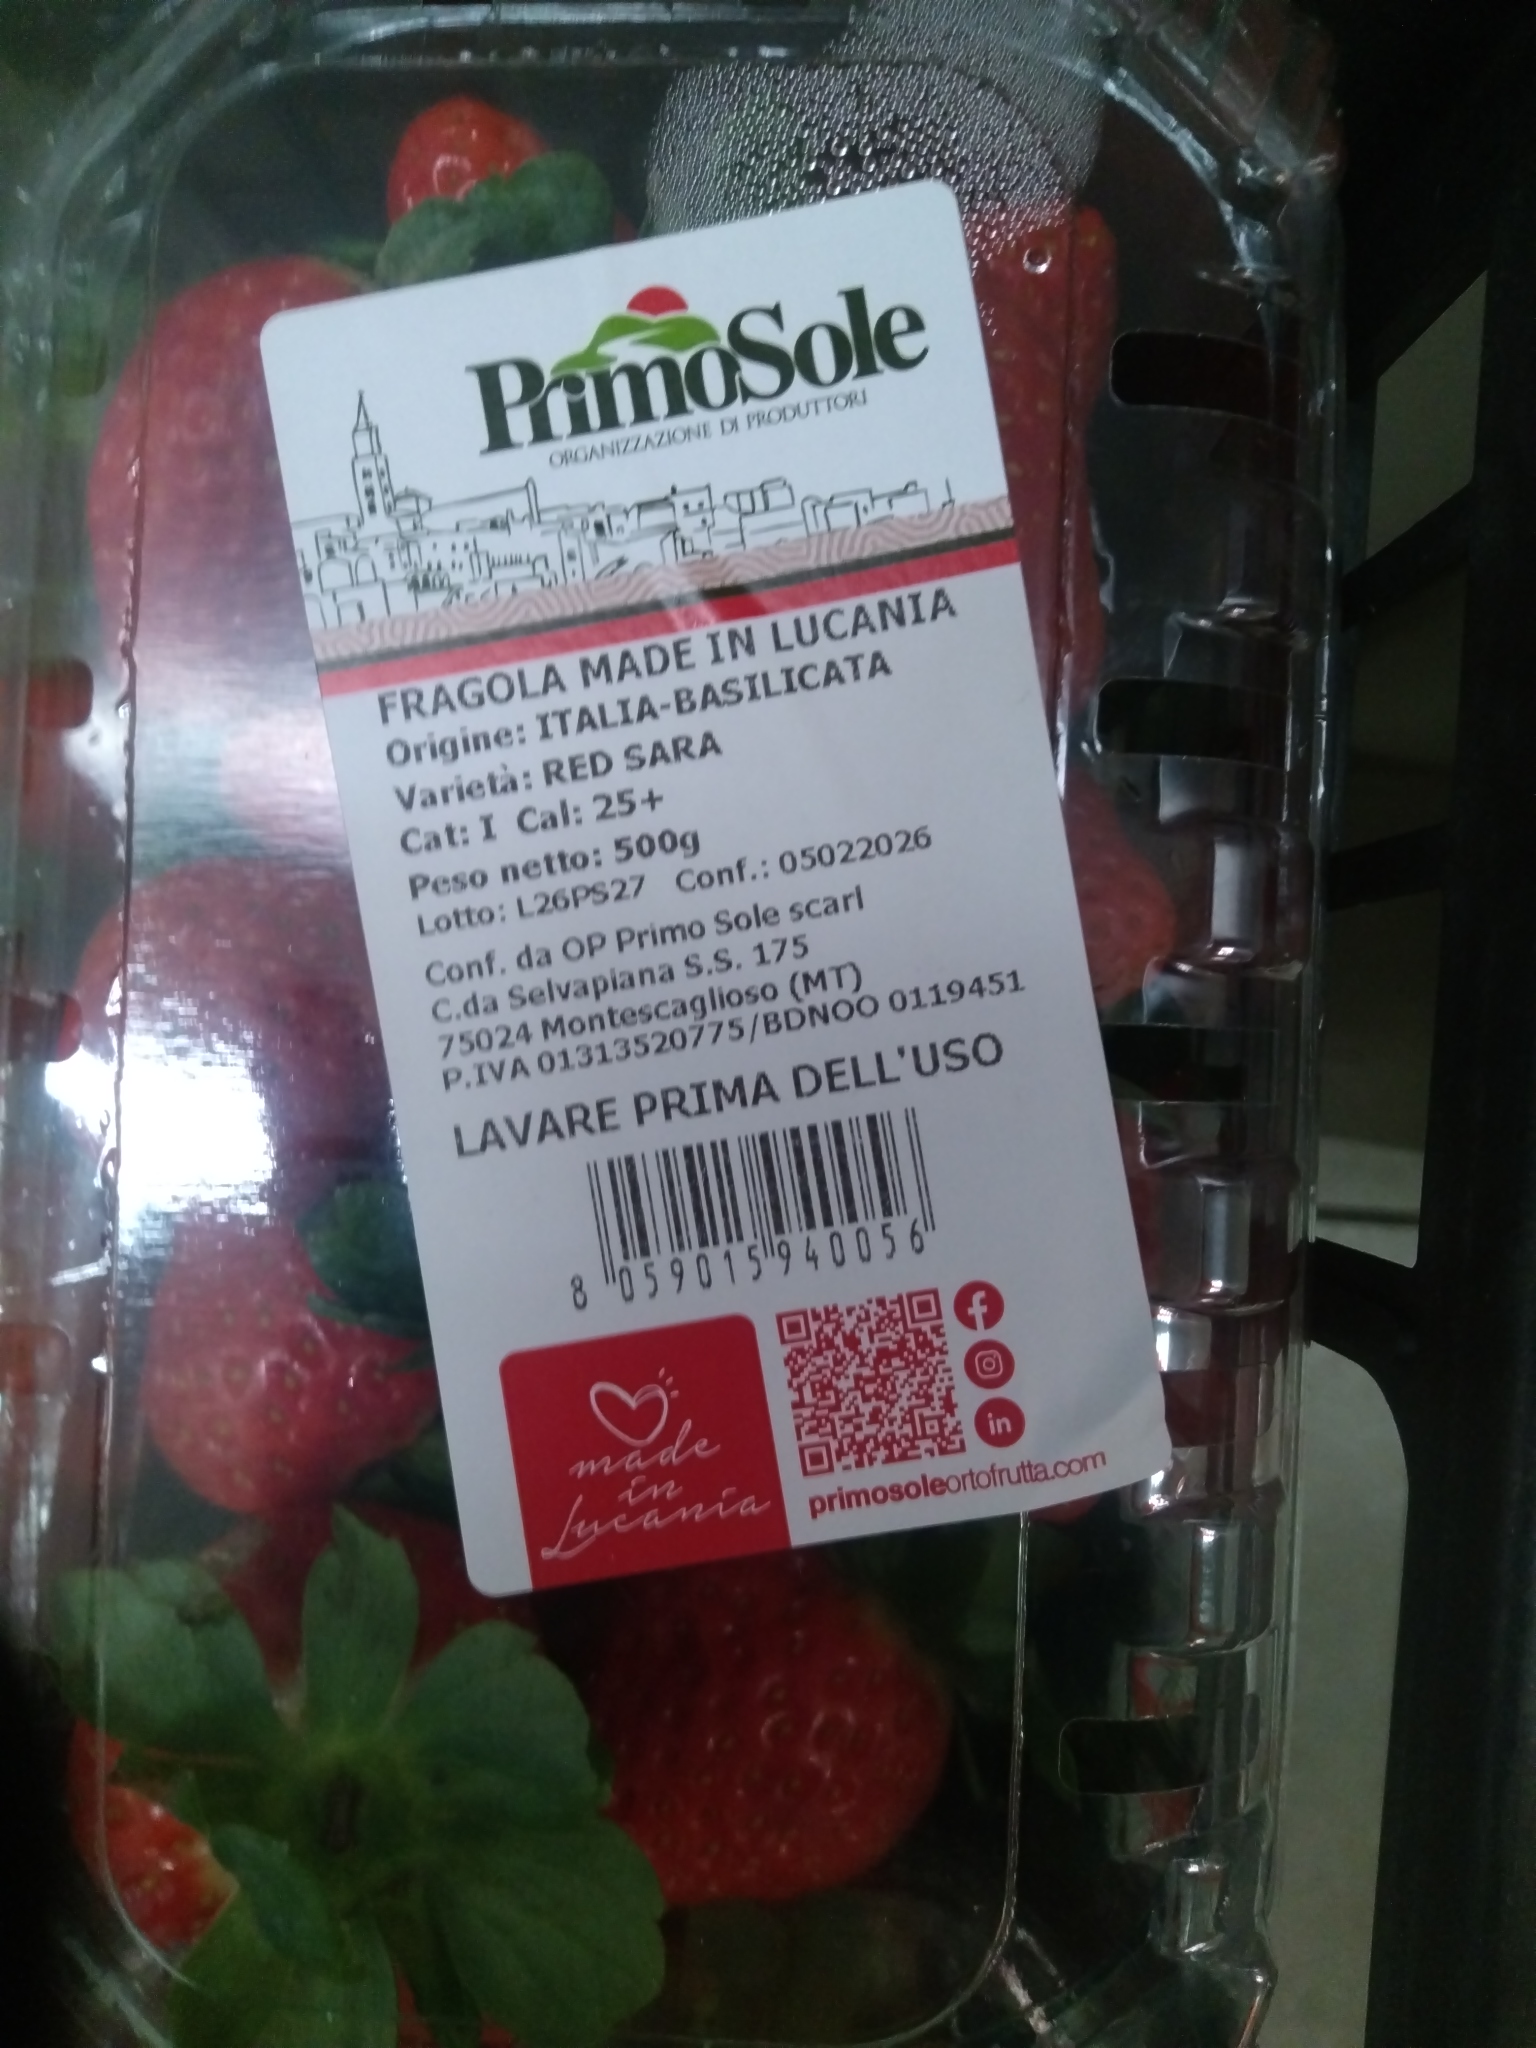 PrimoSole
ORGANIZZAZIONE DI PRODUTTORI
FRAGOLA MADE IN LUCANIA
Origine: ITALIA-BASILICATA
Varietà: RED SARA
Cat: I Cal: 25+
Peso netto: 500g
Lotto: L26PS27 Conf.: 05022026
Conf. da OP Primo Sole scarl
C.da Selvapiana S.S. 175
75024 Montescaglioso (MT)
P.IVA 01313520775/BDNOO 0119451
LAVARE PRIMA DELL'USO
8 059015 940056
made
in
Lucania
primosoleortofrutta.com